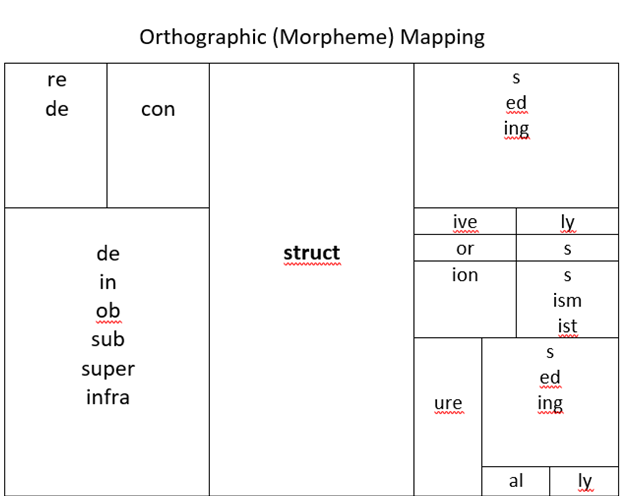 Orthographic (Morpheme) Mapping
re
de
con
de
in
ob
sub
super
infra
struct
s
ed
ing
ive ly
or s
ion s
ism
ist
ure
s
ed
ing
al ly